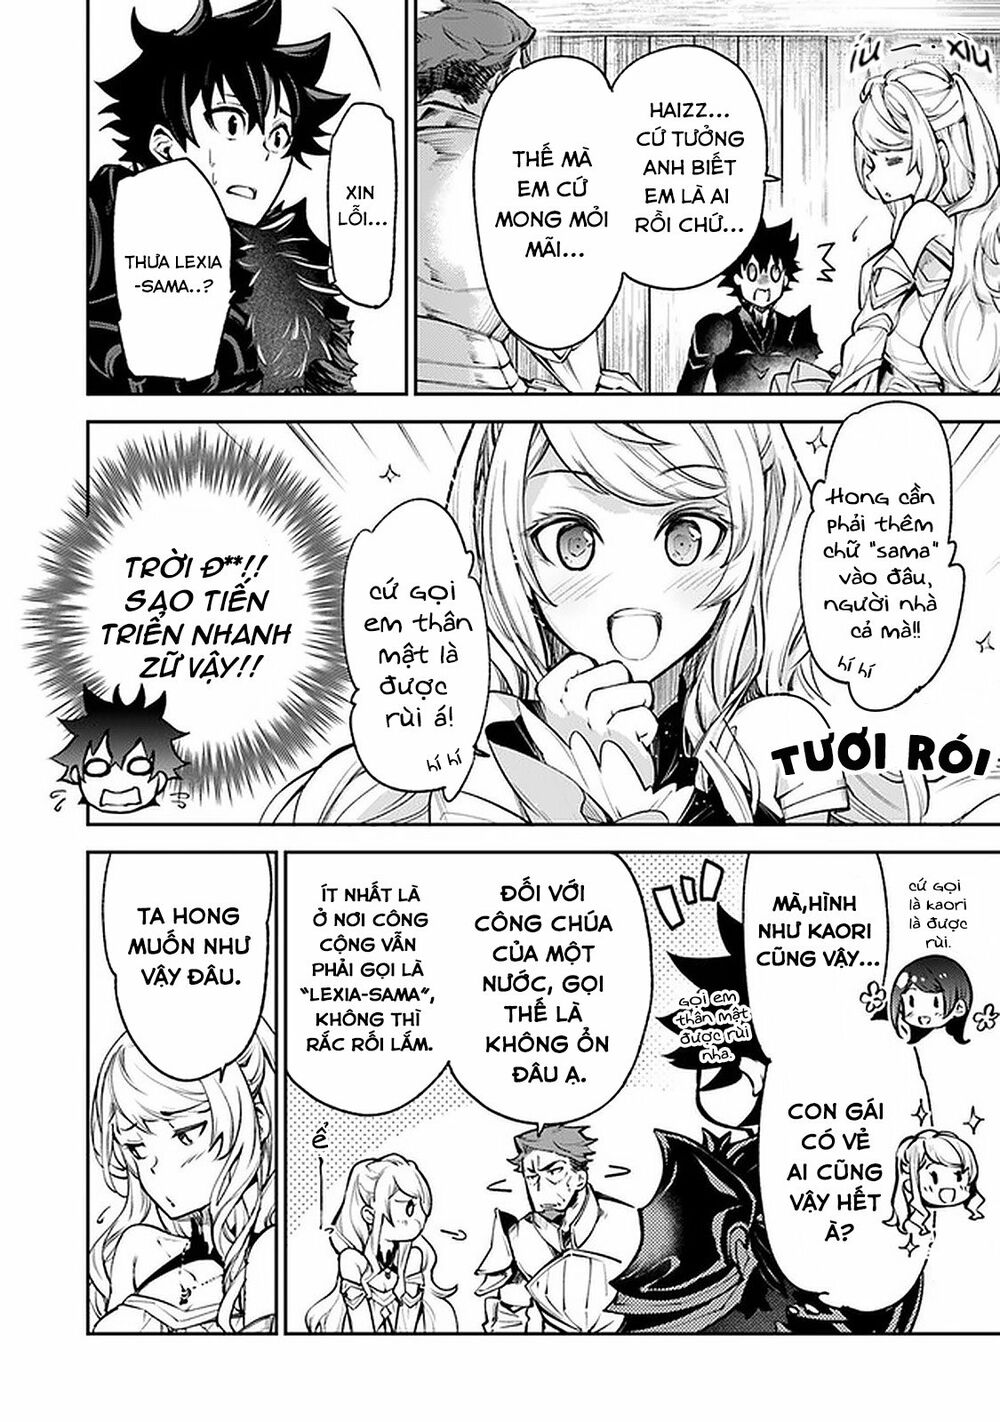 ÍU — . XÌU
HAIZZ...
CỨ TƯỞNG
ANH BIẾT
EM LÀ AI
RỒI CHỨ...
THẾ MÀ
EM CỨ
MONG MỎI
MÃI...
XIN
LỖI...
THƯA LEXIA
-SAMA..?
Hong cần
phải thêm
chữ "sama"
vào đâu,
người nhà
cả mà!!
hí hí
TƯƠI RÓI
cứ gọi
em thân
mật là
được
rùi á!
hí hí
TRỜI Đ**!!
SAO TIẾN
TRIỂN NHANH
ZỮ VẬY!!
cứ gọi
là kaori
là được
rùi.
MÀ,HÌNH
NHƯ KAORI
CŨNG VẬY...
Gọi em
thân mật
được rùi
nha.
CON GÁI
CÓ VẺ
AI CŨNG
VẬY HẾT
À?
ĐỐI VỚI
CÔNG CHÚA
CỦA MỘT
NƯỚC, GỌI
THẾ LÀ
KHÔNG ỔN
ĐÂU Ạ.
ÍT NHẤT LÀ
Ở NƠI CÔNG
CỘNG VẪN
PHẢI GỌI LÀ
"LEXIA-SAMA",
KHÔNG THÌ
RẮC RỐI LẮM.
ể
TA HONG
MUỐN NHƯ
VẬY ĐÂU.